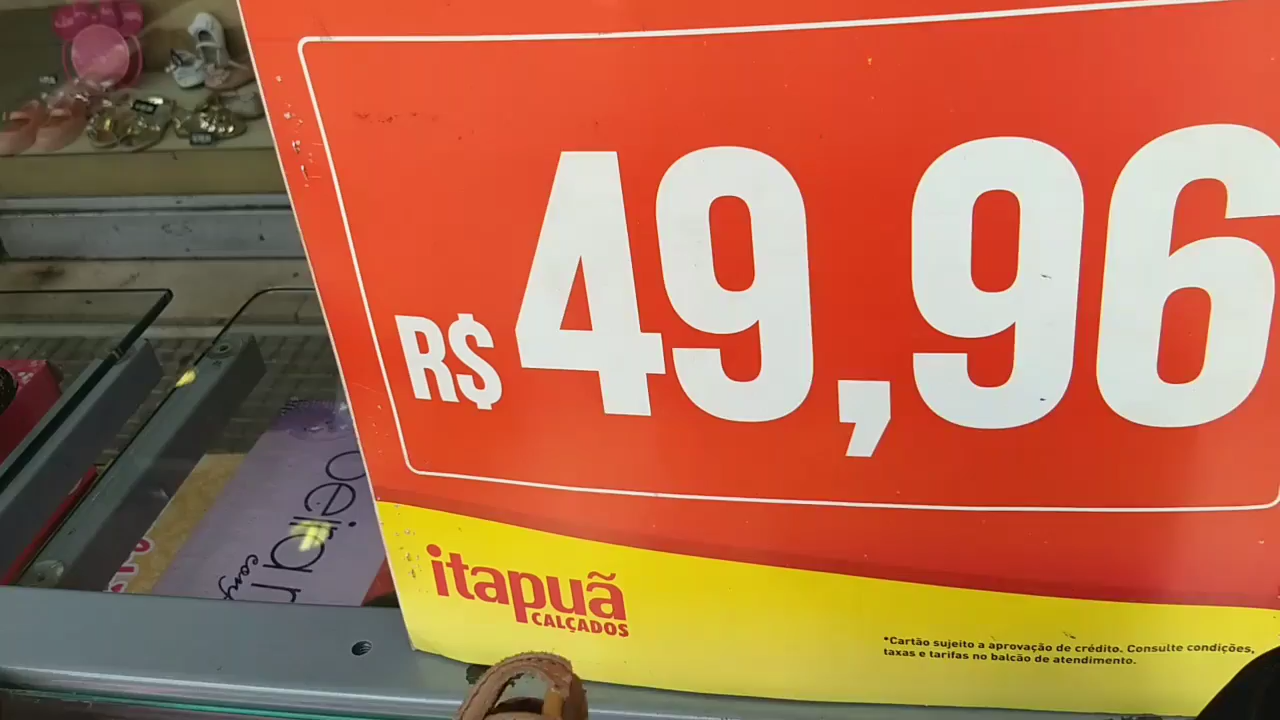 R$ 49,96
itapuã
CALÇADOS
*Cartão sujeito a aprovação de crédito. Consulte condições,
taxas e tarifas no balcão de atendimento.